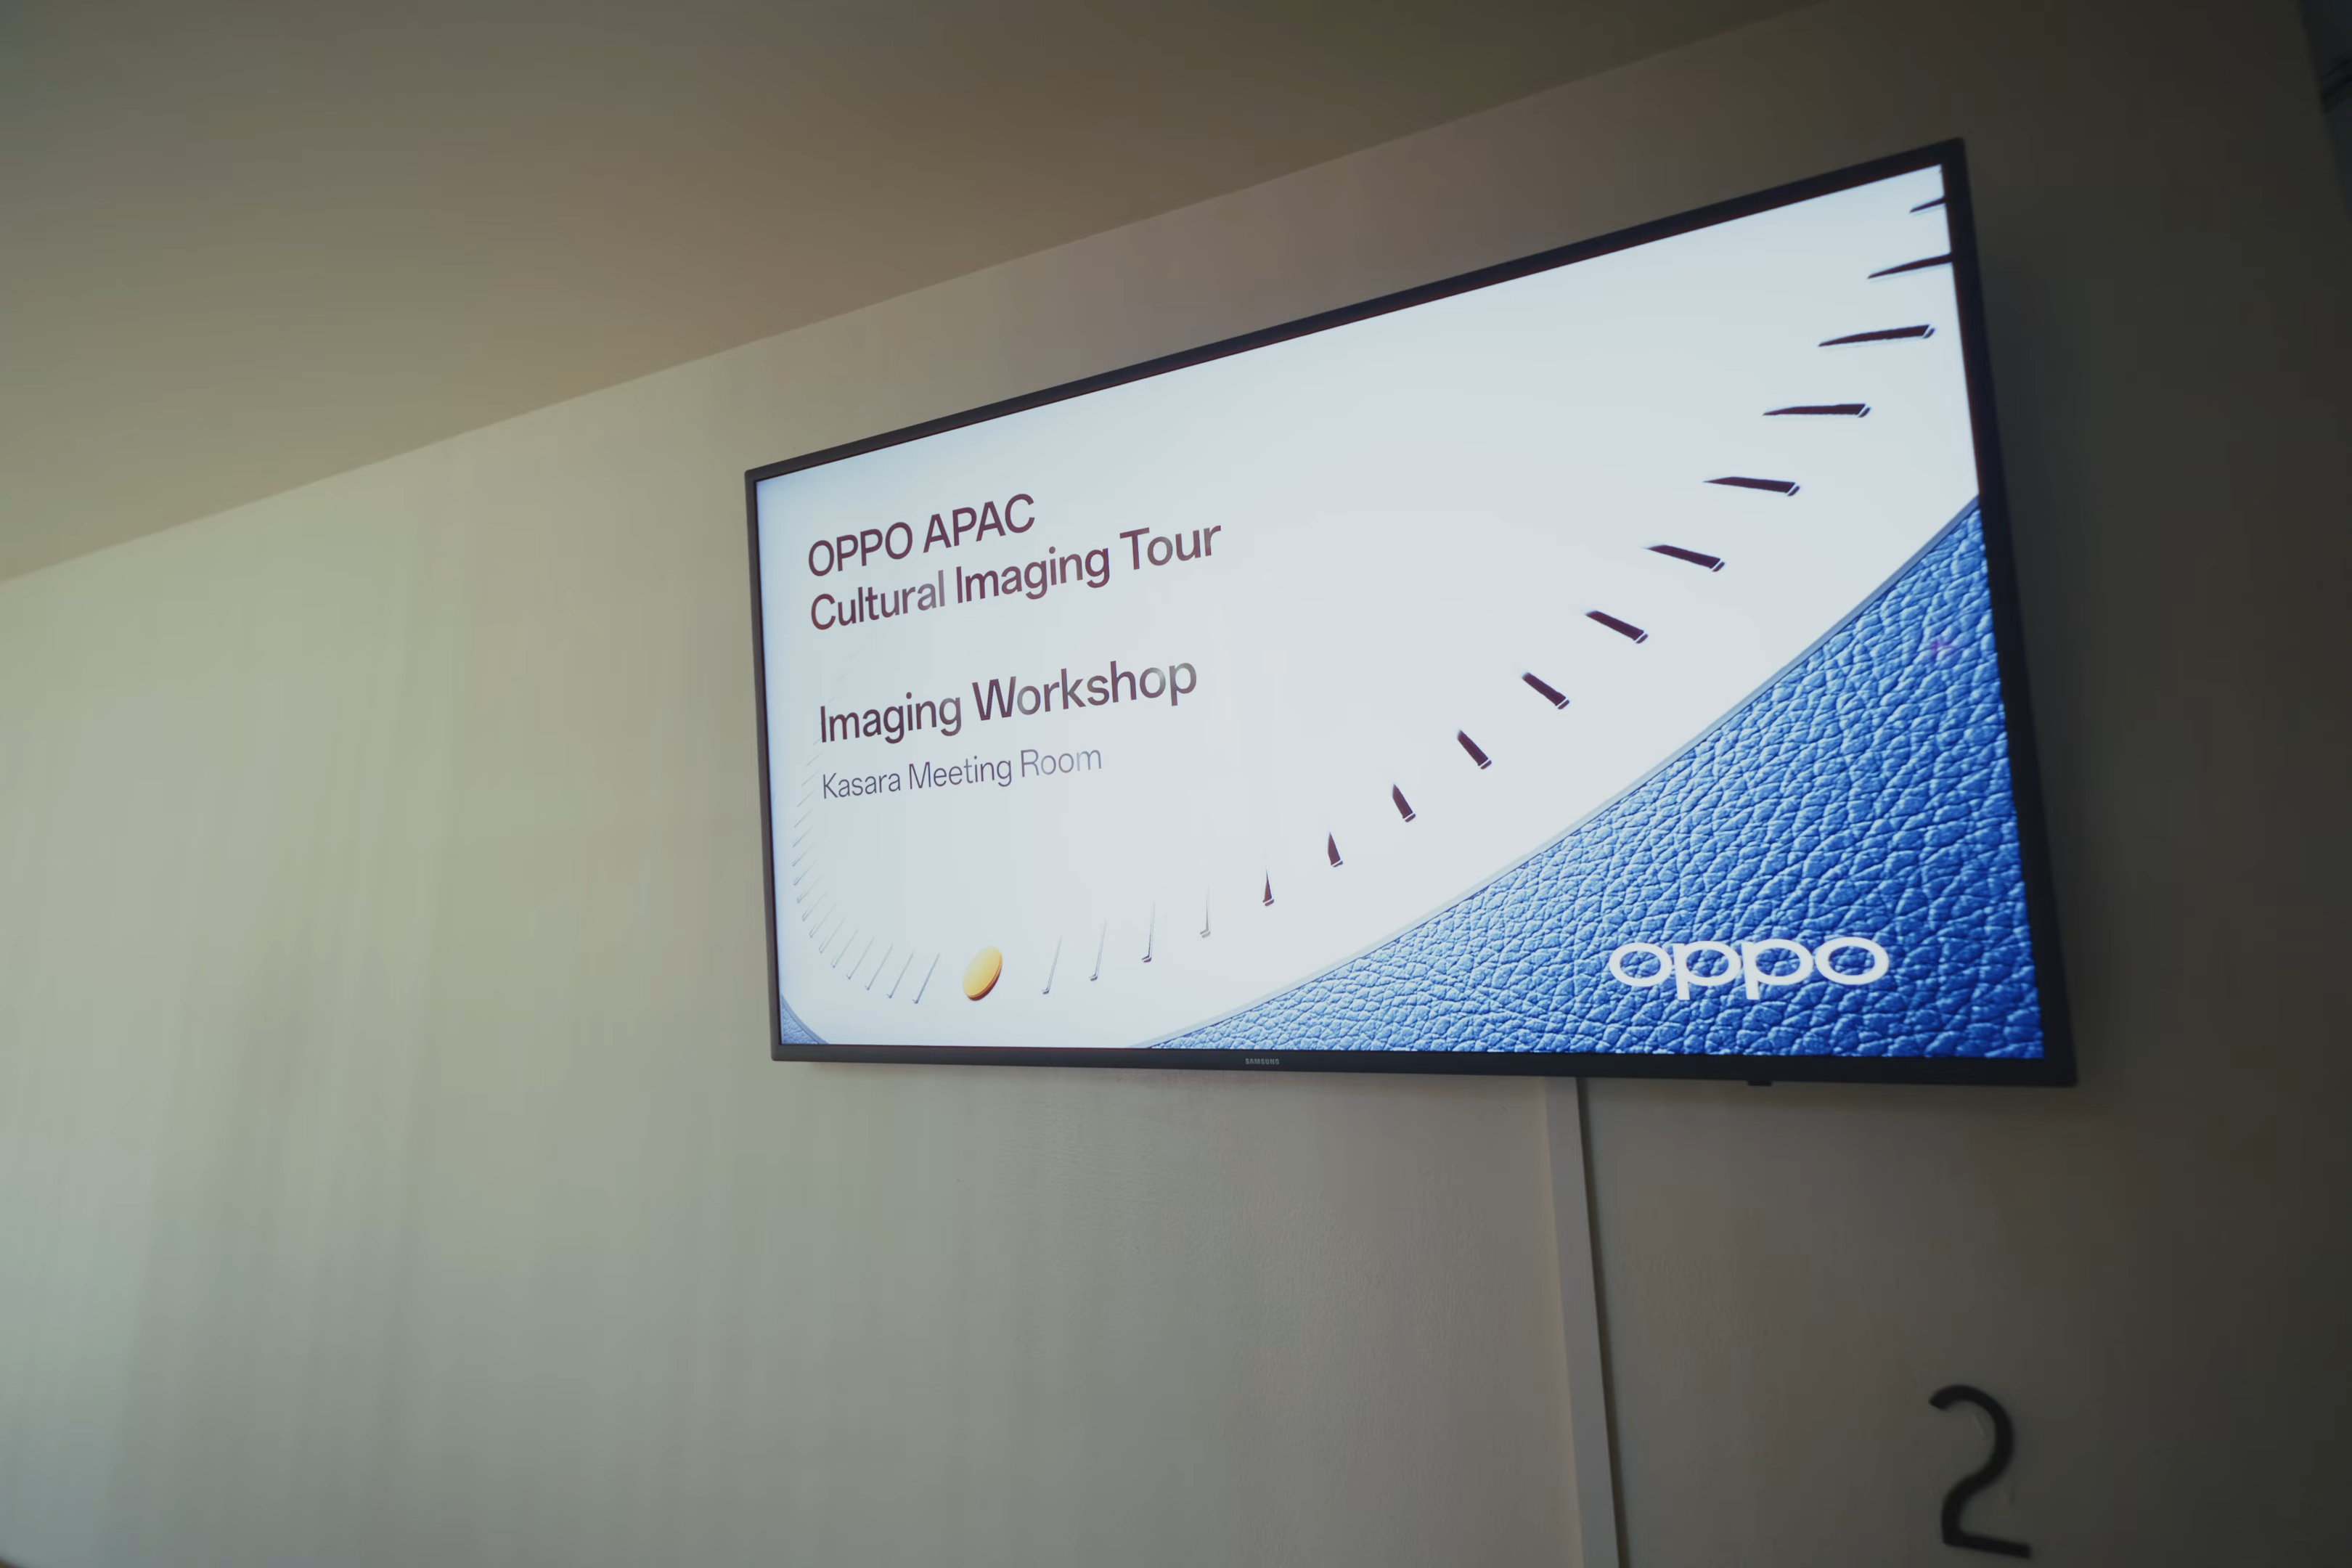 OPPO APAC
Cultural Imaging Tour
Imaging Workshop
Kasara Meeting Room
oppo
SAMSUNG
2